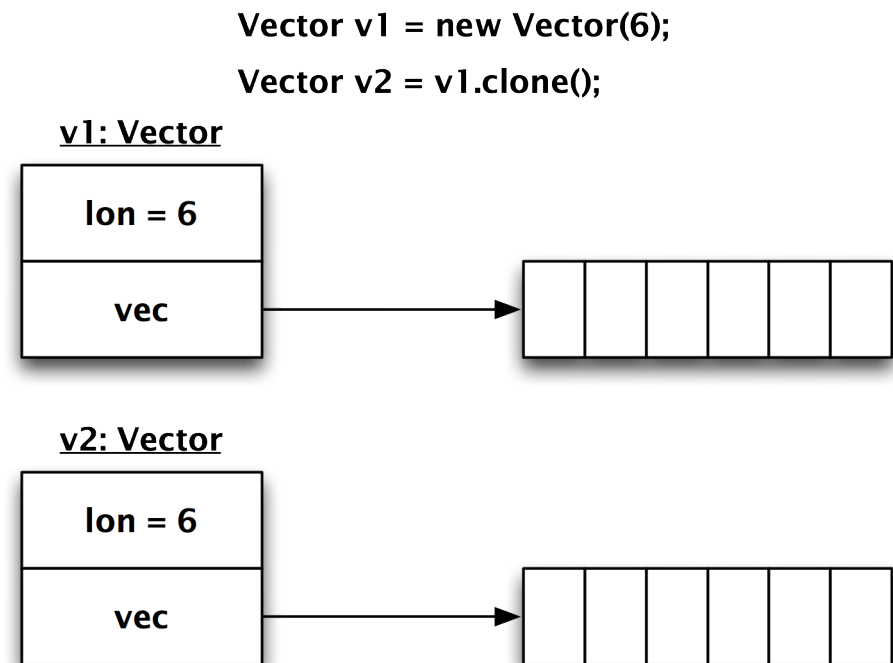 Vector v1 = new Vector(6);
Vector v2 = v1.clone();
v1: Vector
lon = 6
vec
v2: Vector
lon = 6
vec